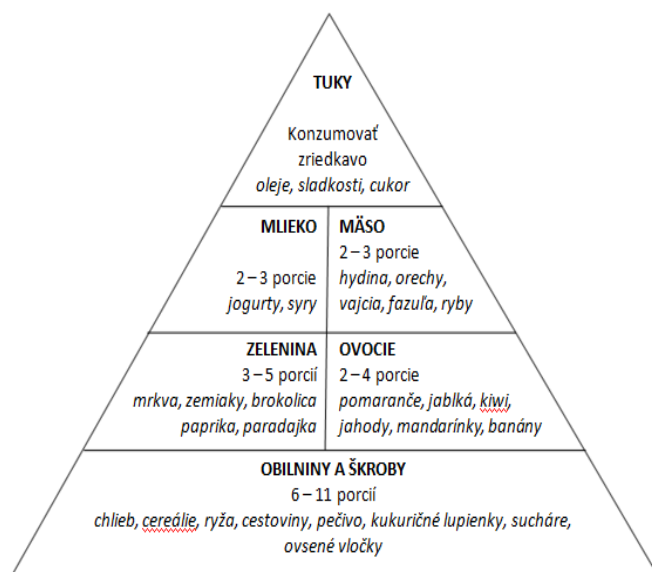 TUKY
Konzumovať
zriedkavo
oleje, sladkosti, cukor
MLIEKO
2 – 3 porcie
jogurty, syry
MÄSO
2 – 3 porcie
hydina, orechy,
vajcia, fazuľa, ryby
ZELENINA
3 – 5 porcií
mrkva, zemiaky, brokolica
paprika, paradajka
OVOCIE
2 – 4 porcie
pomaranče, jablká, kiwi,
jahody, mandarínky, banány
OBILNINY A ŠKROBY
6 – 11 porcií
chlieb, cereálie, ryža, cestoviny, pečivo, kukuričné lupienky, sucháre,
ovsené vločky